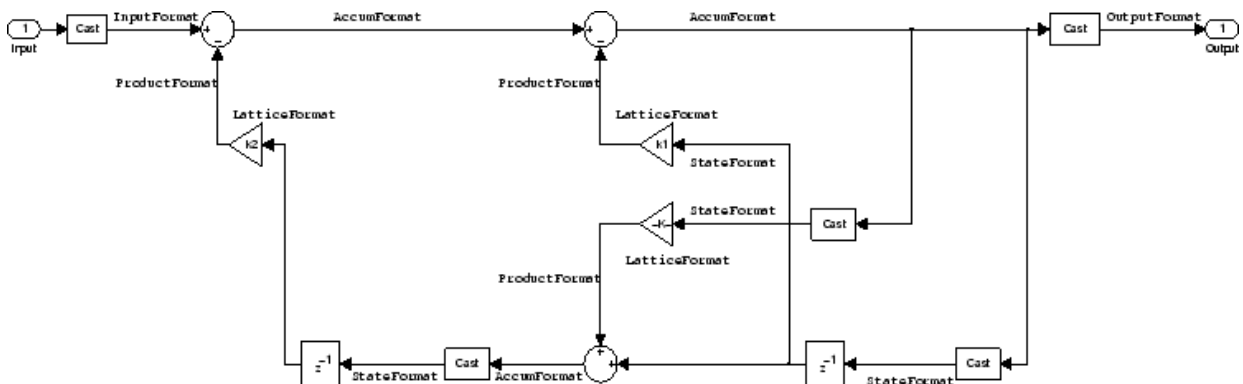 1
Input
Cast
InputFormat
+
−
AccumFormat
+
−
AccumFormat
Cast
OutputFormat
1
Output
ProductFormat
ProductFormat
LatticeFormat
k2
LatticeFormat
k1
StateFormat
StateFormat
-K-
Cast
LatticeFormat
ProductFormat
+
+
z⁻¹
StateFormat
Cast
AccumFormat
z⁻¹
StateFormat
Cast